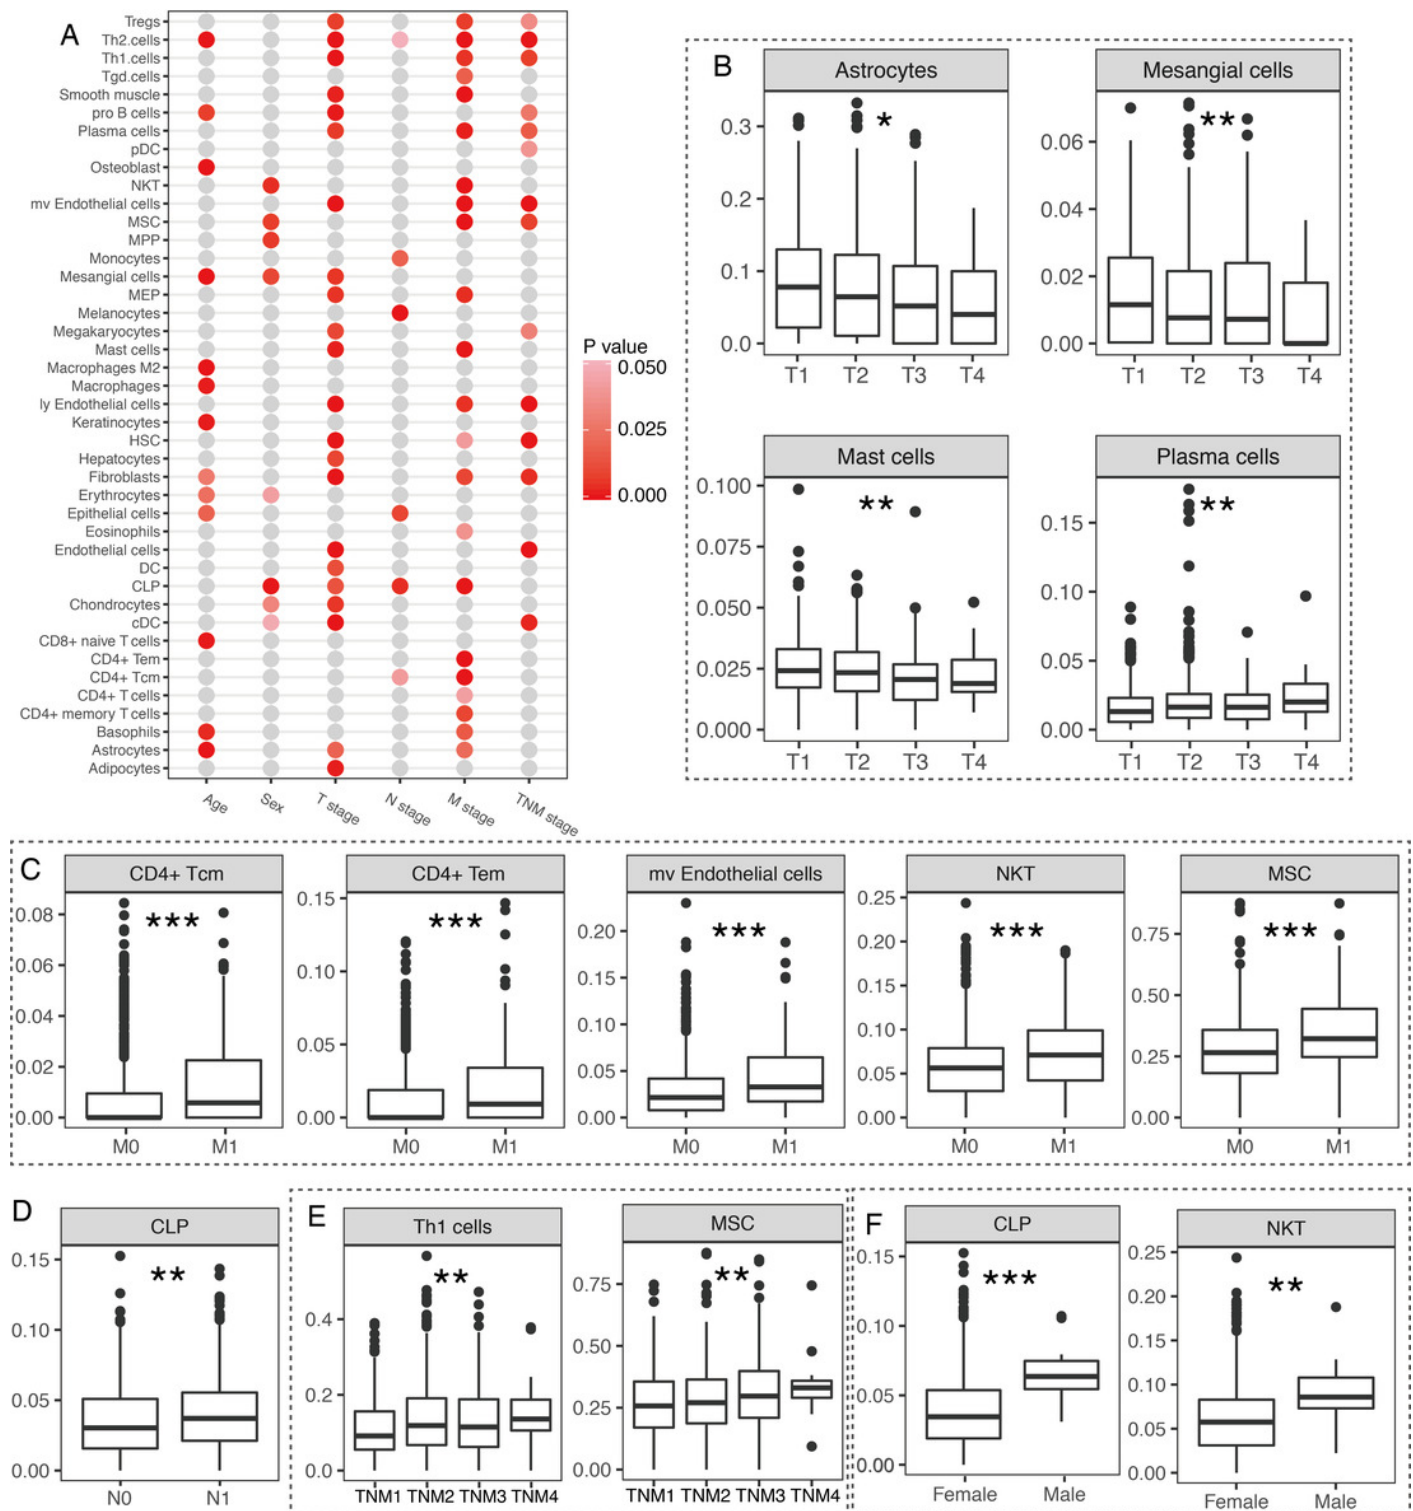 A
Tregs
Th2.cells
Th1.cells
Tgd.cells
Smooth muscle
pro B cells
Plasma cells
pDC
Osteoblast
NKT
mv Endothelial cells
MSC
MPP
Monocytes
Mesangial cells
MEP
Melanocytes
Megakaryocytes
Mast cells
Macrophages M2
Macrophages
ly Endothelial cells
Keratinocytes
HSC
Hepatocytes
Fibroblasts
Erythrocytes
Epithelial cells
Eosinophils
Endothelial cells
DC
CLP
Chondrocytes
cDC
CD8+ naive T cells
CD4+ Tem
CD4+ Tcm
CD4+ T cells
CD4+ memory T cells
Basophils
Astrocytes
Adipocytes
Age Sex T stage N stage M stage TNM stage
P value
0.050
0.025
0.000
B
Astrocytes
*
0.3
0.2
0.1
0.0
T1 T2 T3 T4
Mesangial cells
**
0.06
0.04
0.02
0.00
T1 T2 T3 T4
Mast cells
**
0.100
0.075
0.050
0.025
0.000
T1 T2 T3 T4
Plasma cells
**
0.15
0.10
0.05
0.00
T1 T2 T3 T4
C
CD4+ Tcm
***
0.08
0.06
0.04
0.02
0.00
M0 M1
CD4+ Tem
***
0.15
0.10
0.05
0.00
M0 M1
mv Endothelial cells
***
0.20
0.15
0.10
0.05
0.00
M0 M1
NKT
***
0.25
0.20
0.15
0.10
0.05
0.00
M0 M1
MSC
***
0.75
0.50
0.25
0.00
M0 M1
D
CLP
**
0.15
0.10
0.05
0.00
N0 N1
E
Th1 cells
**
0.4
0.2
0.0
TNM1 TNM2 TNM3 TNM4
MSC
**
0.75
0.50
0.25
0.00
TNM1 TNM2 TNM3 TNM4
F
CLP
***
0.15
0.10
0.05
0.00
Female Male
NKT
**
0.25
0.20
0.15
0.10
0.05
0.00
Female Male